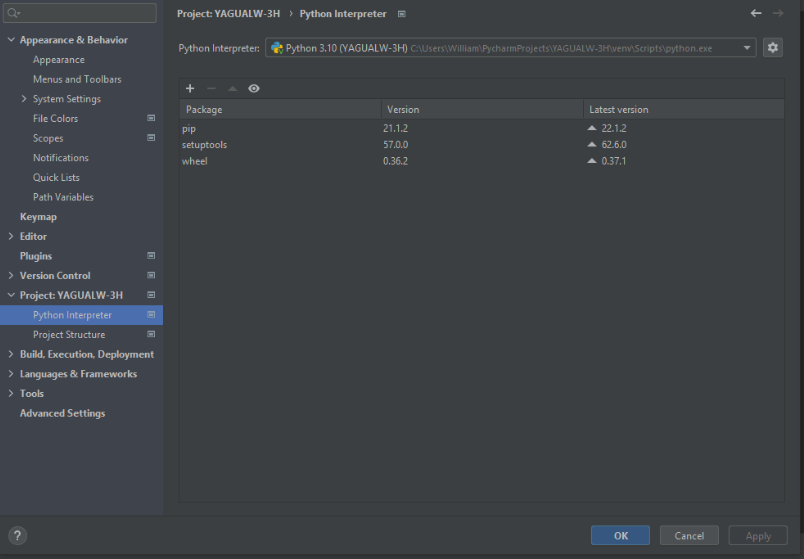 Appearance & Behavior
Appearance
Menus and Toolbars
System Settings
File Colors
Scopes
Notifications
Quick Lists
Path Variables
Keymap
Editor
Plugins
Version Control
Project: YAGUALW-3H
Python Interpreter
Project Structure
Build, Execution, Deployment
Languages & Frameworks
Tools
Advanced Settings
?
Project: YAGUALW-3H › Python Interpreter
Python Interpreter: Python 3.10 (YAGUALW-3H) C:\Users\William\PycharmProjects\YAGUALW-3H\venv\Scripts\python.exe
Package Version Latest version
pip 21.1.2 22.1.2
setuptools 57.0.0 62.6.0
wheel 0.36.2 0.37.1
OK Cancel Apply